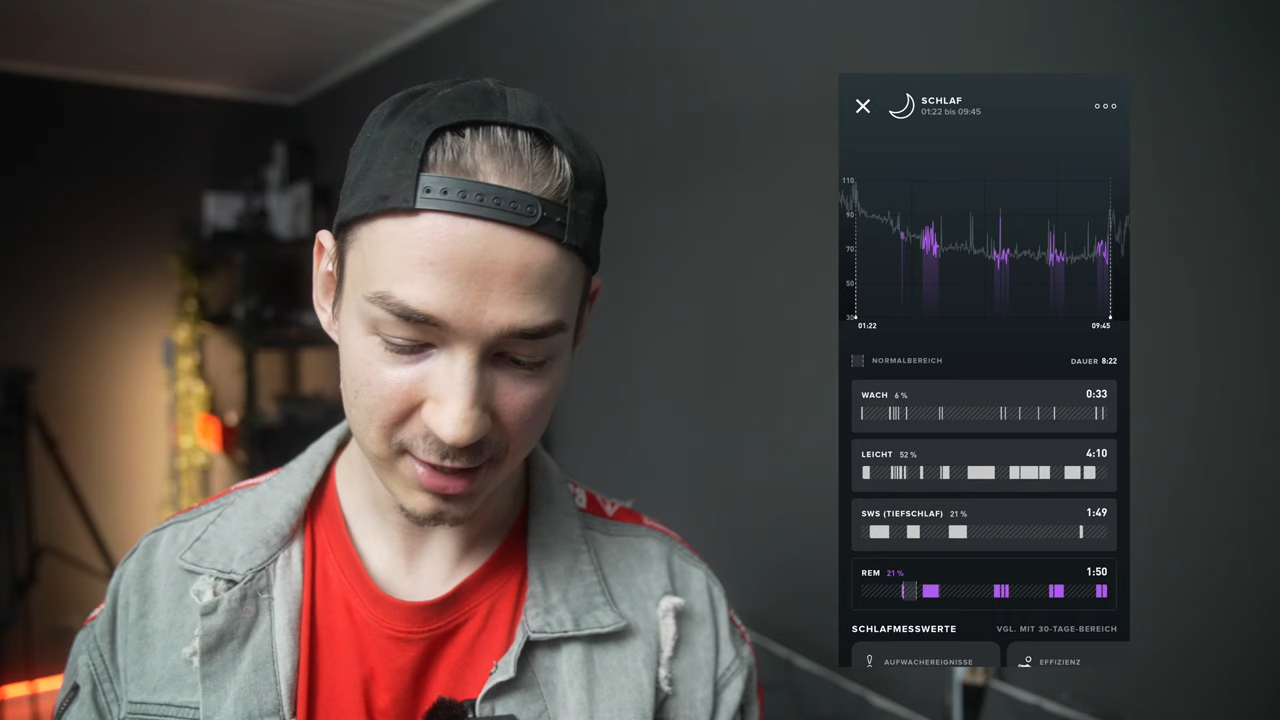 SCHLAF
01:22 bis 09:45
110
90
70
50
30
01:22 09:45
NORMALBEREICH DAUER 8:22
WACH 6 % 0:33
LEICHT 52 % 4:10
SWS (TIEFSCHLAF) 21 % 1:49
REM 21 % 1:50
SCHLAFMESSWERTE VGL. MIT 30-TAGE-BEREICH
AUFWACHEREIGNISSE EFFIZIENZ